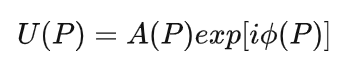 U(P) = A(P)exp[iϕ(P)]